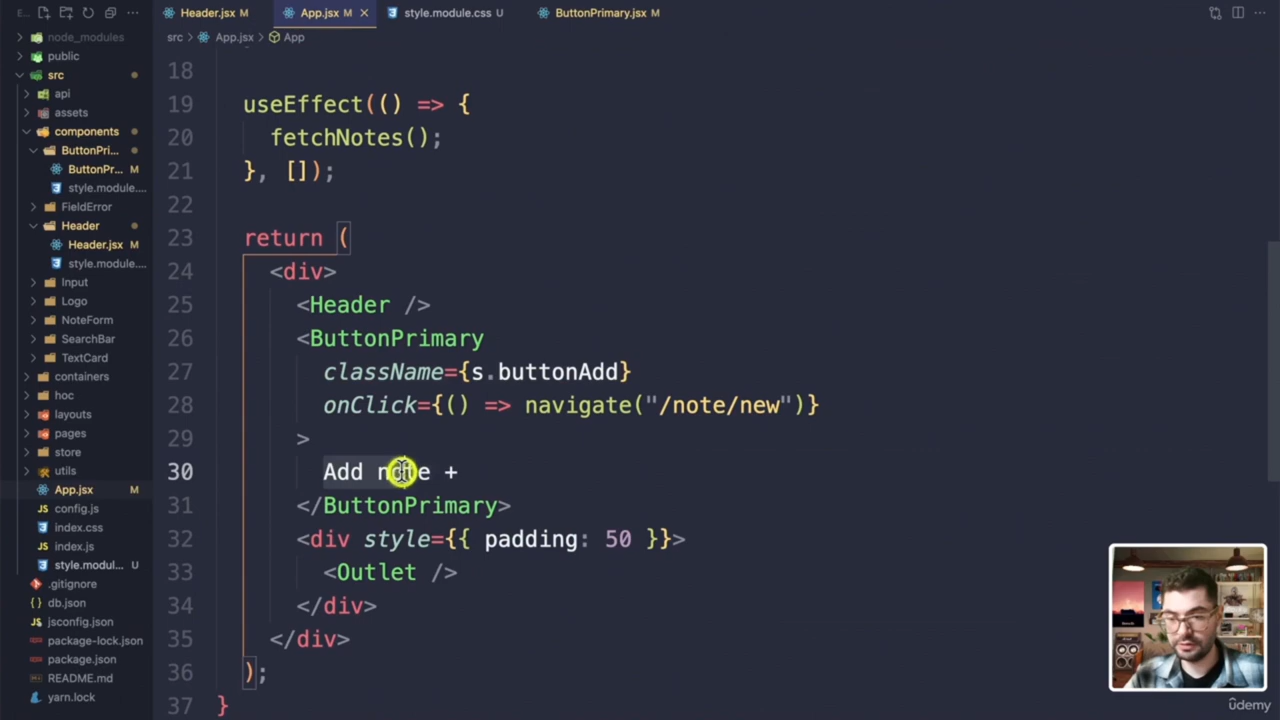 E...
Header.jsx M
App.jsx M
style.module.css U
ButtonPrimary.jsx M
src > App.jsx > App
node_modules
public
src
api
assets
components
ButtonPri...
ButtonPr... M
style.module....
FieldError
Header
Header.jsx M
style.module....
Input
Logo
NoteForm
SearchBar
TextCard
containers
hoc
layouts
pages
store
utils
App.jsx M
config.js
index.css
index.js
style.modul... U
.gitignore
db.json
jsconfig.json
package-lock.json
package.json
README.md
yarn.lock
18
19 useEffect(() => {
20 fetchNotes();
21 }, []);
22
23 return (
24 <div>
25 <Header />
26 <ButtonPrimary
27 className={s.buttonAdd}
28 onClick={() => navigate("/note/new")}
29 >
30 Add note +
31 </ButtonPrimary>
32 <div style={{ padding: 50 }}>
33 <Outlet />
34 </div>
35 </div>
36 );
37 }
ûdemy